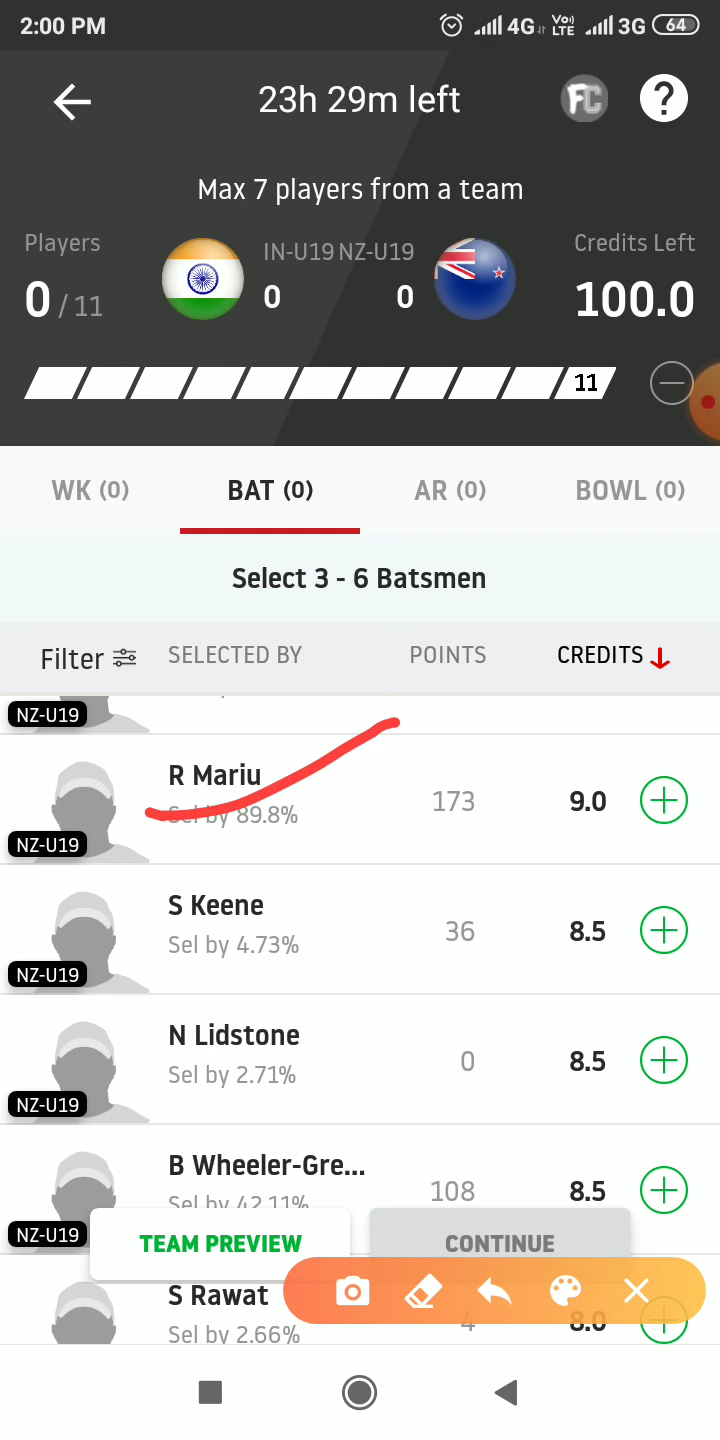 2:00 PM 4G VoJ LTE 3G 64
23h 29m left FC ?
Max 7 players from a team
Players IN-U19 NZ-U19 Credits Left
0 / 11 0 0 100.0
11
WK (0) BAT (0) AR (0) BOWL (0)
Select 3 - 6 Batsmen
Filter SELECTED BY POINTS CREDITS
NZ-U19
R Mariu
Sel by 89.8% 173 9.0
NZ-U19
S Keene
Sel by 4.73% 36 8.5
NZ-U19
N Lidstone
Sel by 2.71% 0 8.5
NZ-U19
B Wheeler-Gre...
Sel by 42.11% 108 8.5
NZ-U19
TEAM PREVIEW CONTINUE
S Rawat
Sel by 2.66% 4 8.0